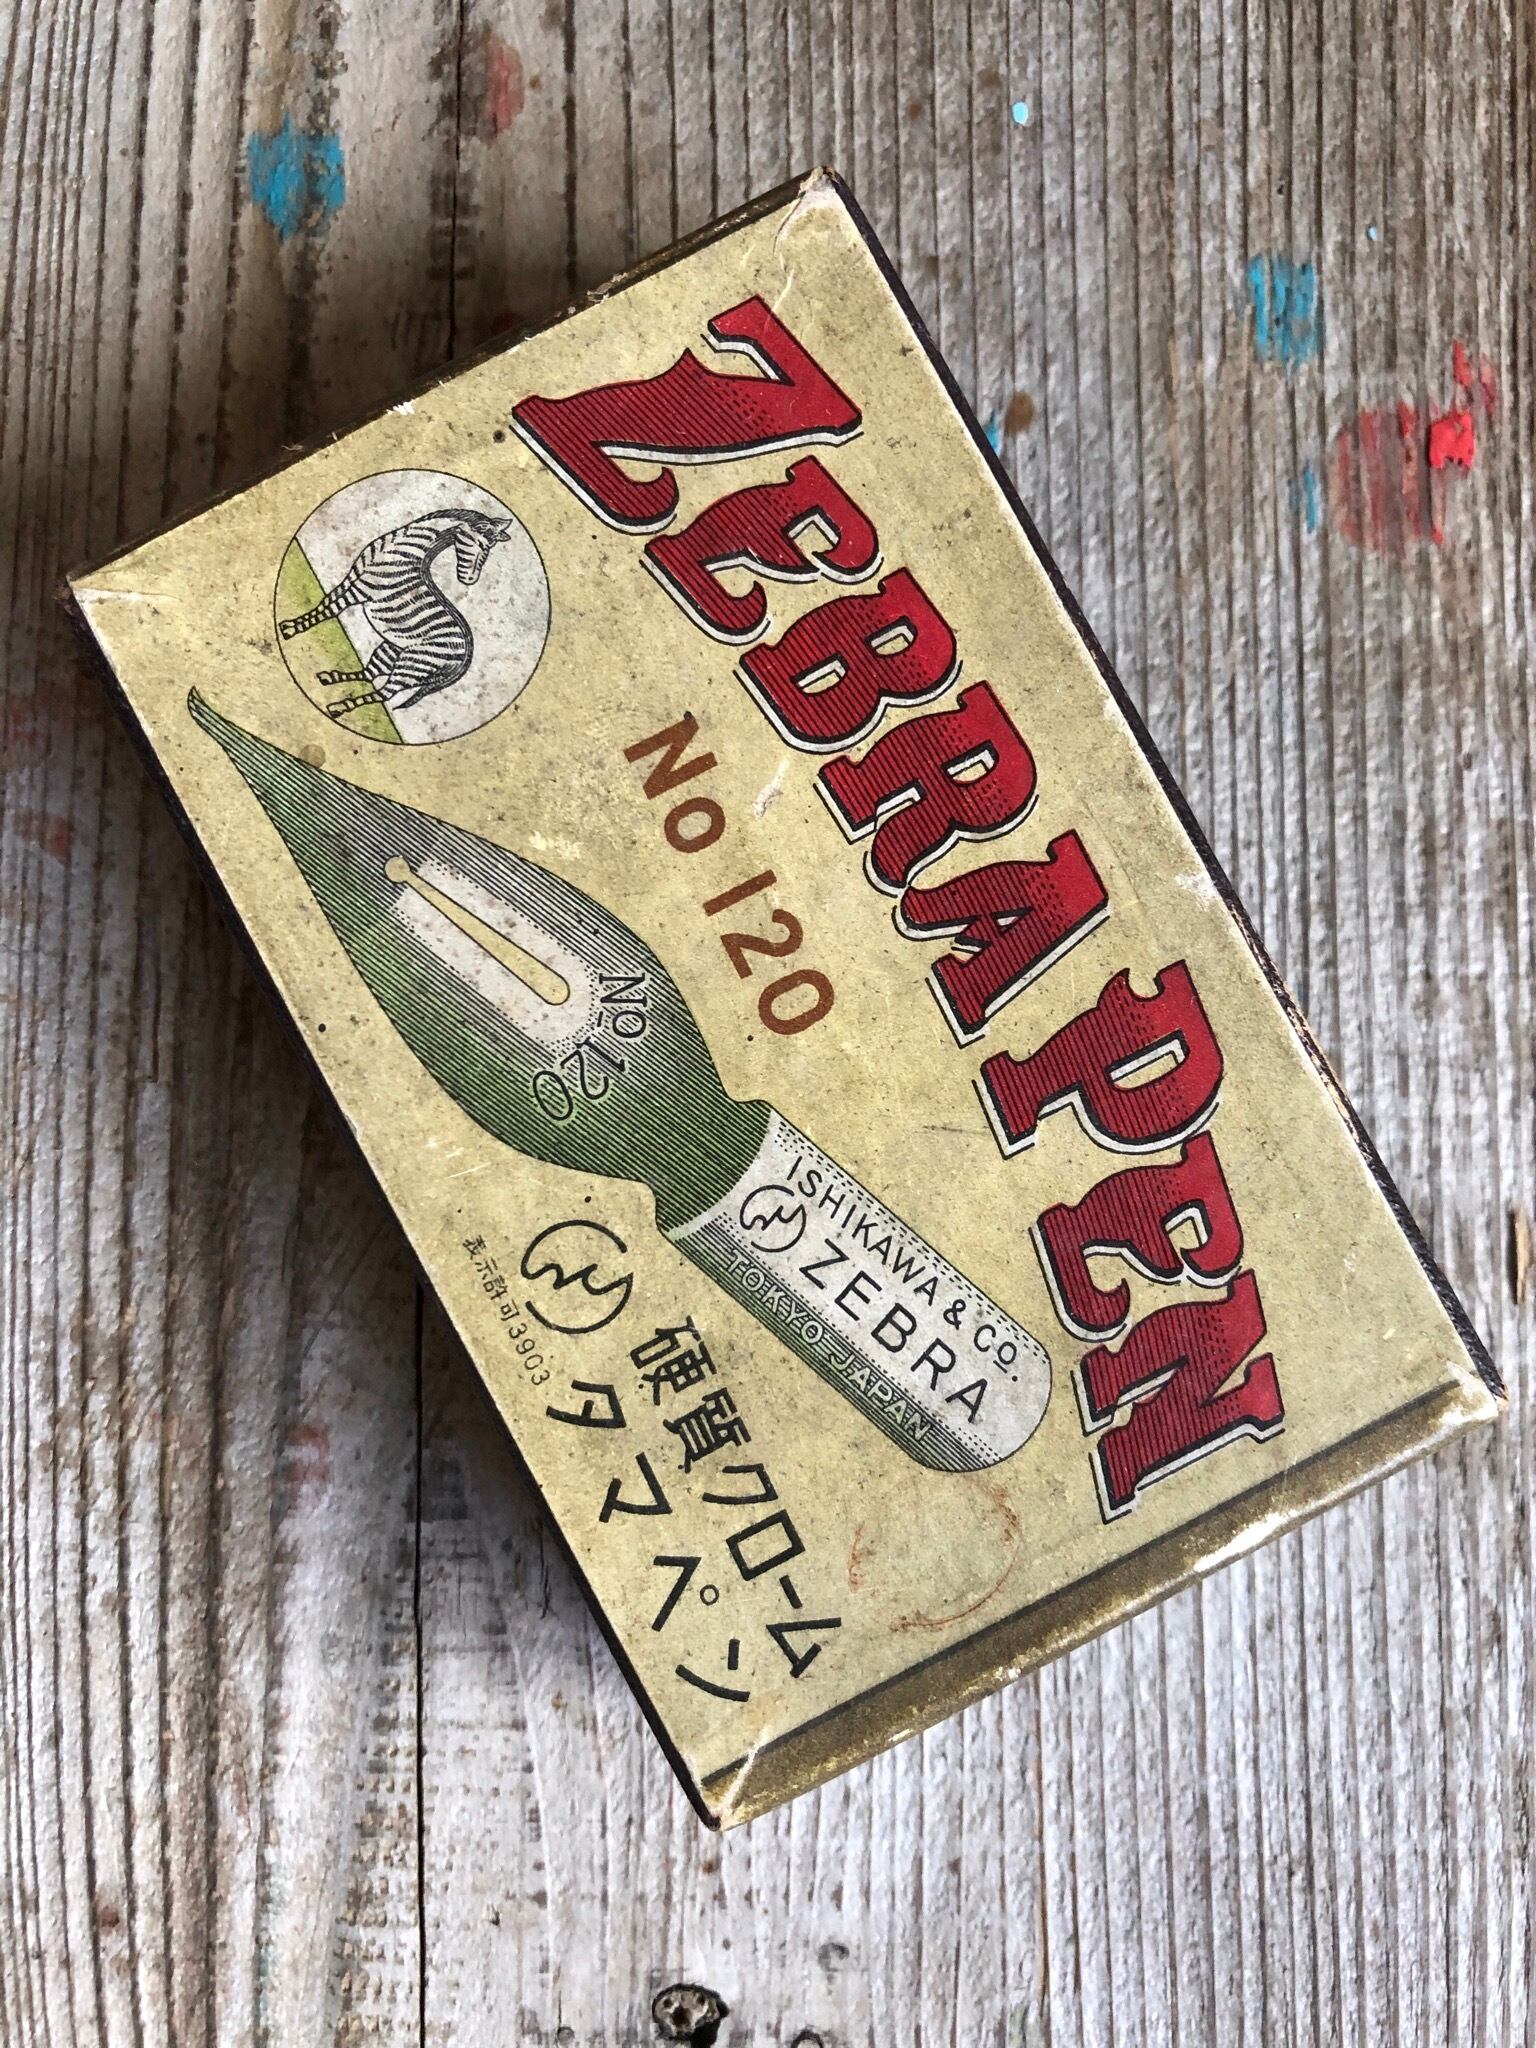 ZEBRA PEN
No 120
No 120
ISHIKAWA & Co.
ZEBRA
TOKYO JAPAN
硬質クローム
タマペン
表示許可3903